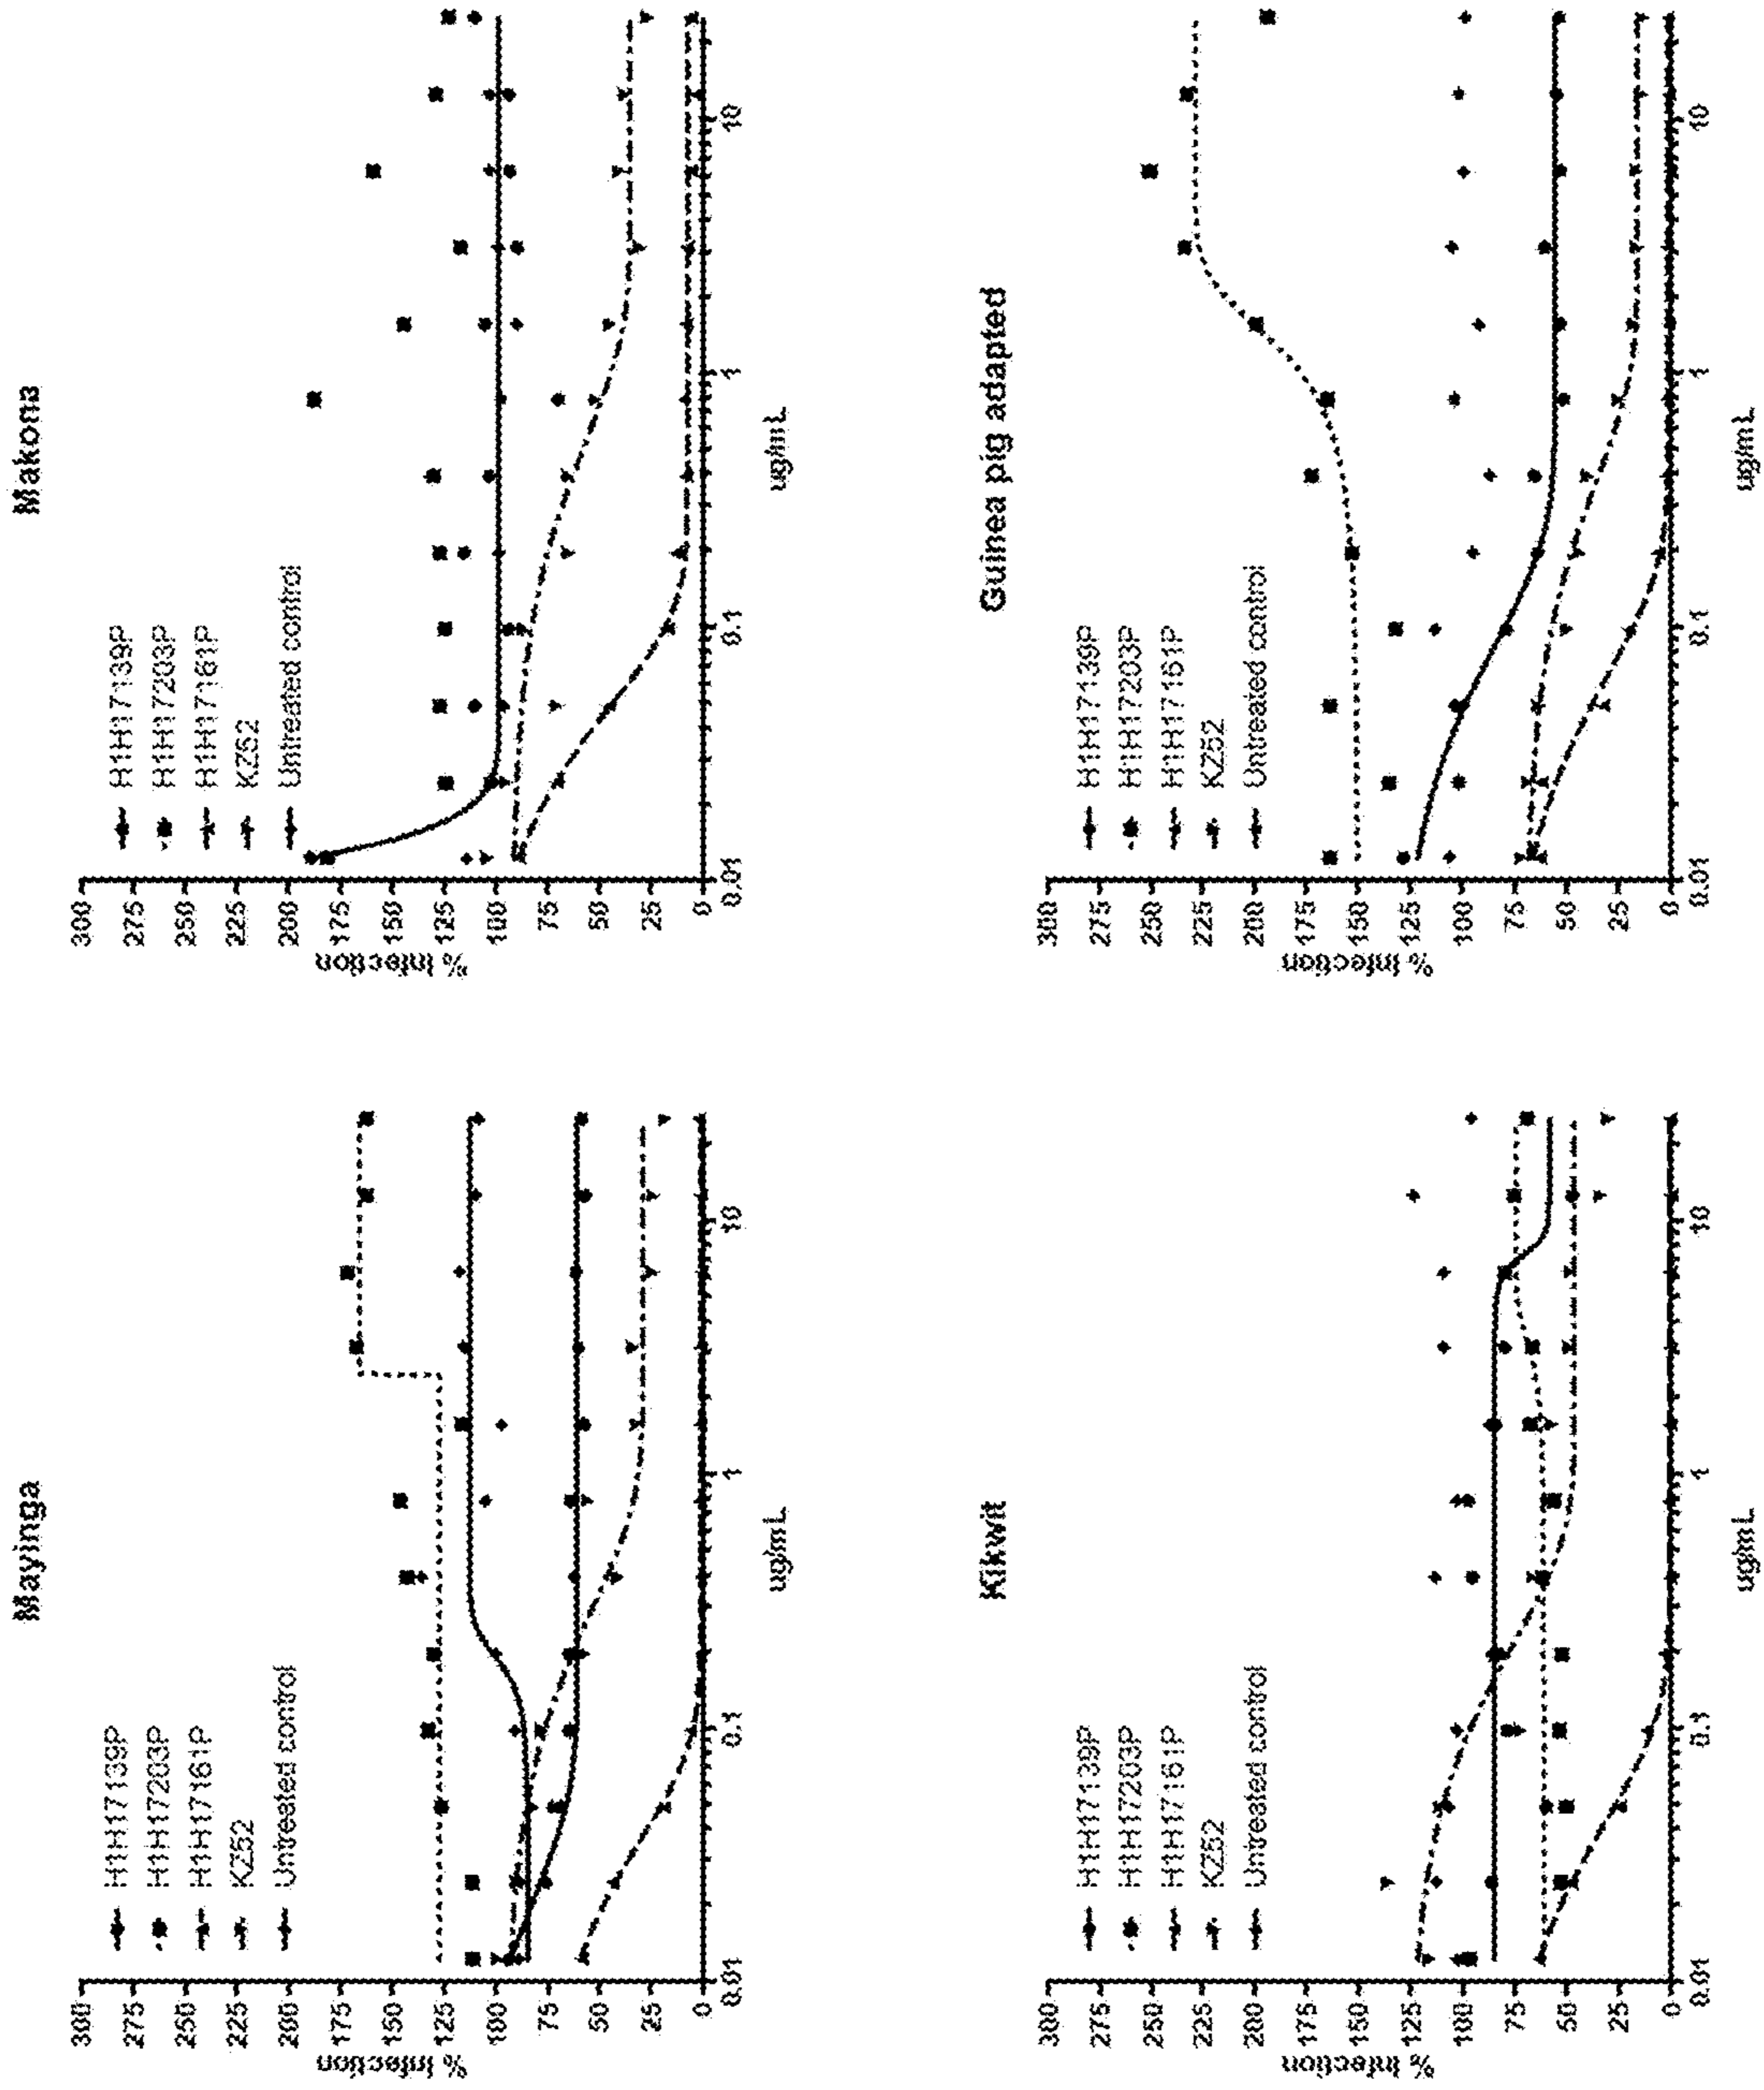 Mayinga
% Infection
300
275
250
225
200
175
150
125
100
75
50
25
0
H1H17139P
H1H17203P
H1H17161P
KZ52
Untreated control
0.01 0.1 1 10
ug/mL
Makona
% Infection
300
275
250
225
200
175
150
125
100
75
50
25
0
H1H17139P
H1H17203P
H1H17161P
KZ52
Untreated control
0.01 0.1 1 10
ug/mL
Kikwit
% Infection
300
275
250
225
200
175
150
125
100
75
50
25
0
H1H17139P
H1H17203P
H1H17161P
KZ52
Untreated control
0.01 0.1 1 10
ug/mL
Guinea pig adapted
% Infection
300
275
250
225
200
175
150
125
100
75
50
25
0
H1H17139P
H1H17203P
H1H17161P
KZ52
Untreated control
0.01 0.1 1 10
ug/mL